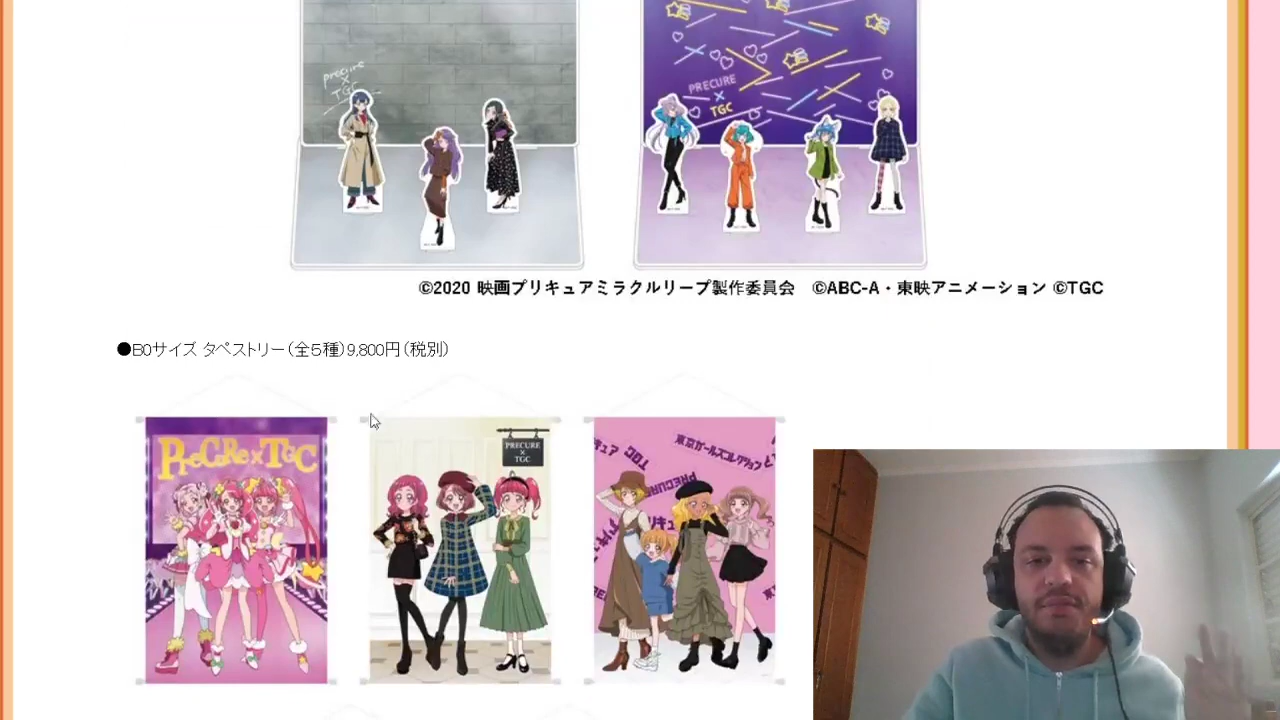 precure
×
TGC
PRECURE
×
TGC
©2020 映画プリキュアミラクルリープ製作委員会　©ABC-A・東映アニメーション ©TGC
●B0サイズ タペストリー（全５種）9,800円（税別）
PReCuRe×TGC
PRECURE
×
TGC
東京ガールズコレクション
TGC
PRECURE